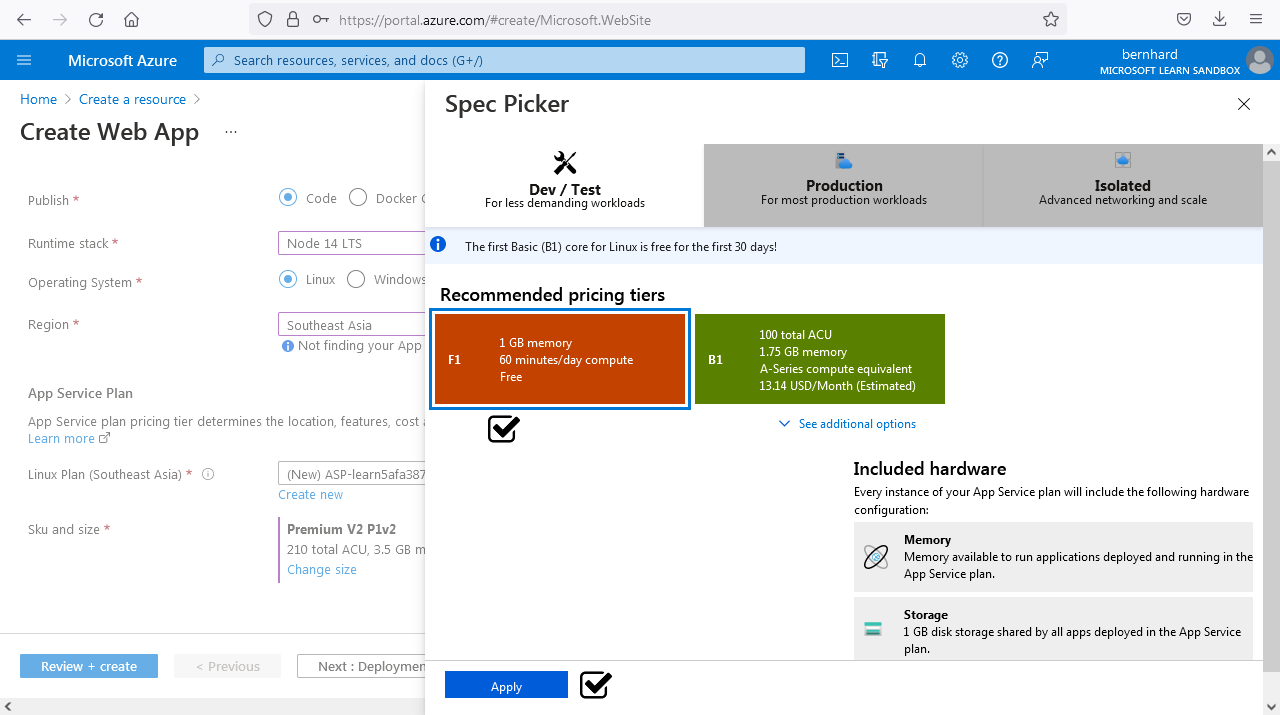 https://portal.azure.com/#create/Microsoft.WebSite
Microsoft Azure
Search resources, services, and docs (G+/)
bernhard
MICROSOFT LEARN SANDBOX
Home
Create a resource
Create Web App
...
Publish *
Code
Docker C
Runtime stack *
Node 14 LTS
Operating System *
Linux
Windows
Region *
Southeast Asia
Not finding your App
App Service Plan
App Service plan pricing tier determines the location, features, cost a
Learn more
Linux Plan (Southeast Asia) *
(New) ASP-learn5afa387
Create new
Sku and size *
Premium V2 P1v2
210 total ACU, 3.5 GB m
Change size
Review + create
< Previous
Next : Deploymen
Spec Picker
Dev / Test
For less demanding workloads
Production
For most production workloads
Isolated
Advanced networking and scale
The first Basic (B1) core for Linux is free for the first 30 days!
Recommended pricing tiers
F1
1 GB memory
60 minutes/day compute
Free
B1
100 total ACU
1.75 GB memory
A-Series compute equivalent
13.14 USD/Month (Estimated)
See additional options
Included hardware
Every instance of your App Service plan will include the following hardware
configuration:
Memory
Memory available to run applications deployed and running in the
App Service plan.
Storage
1 GB disk storage shared by all apps deployed in the App Service
plan.
Apply